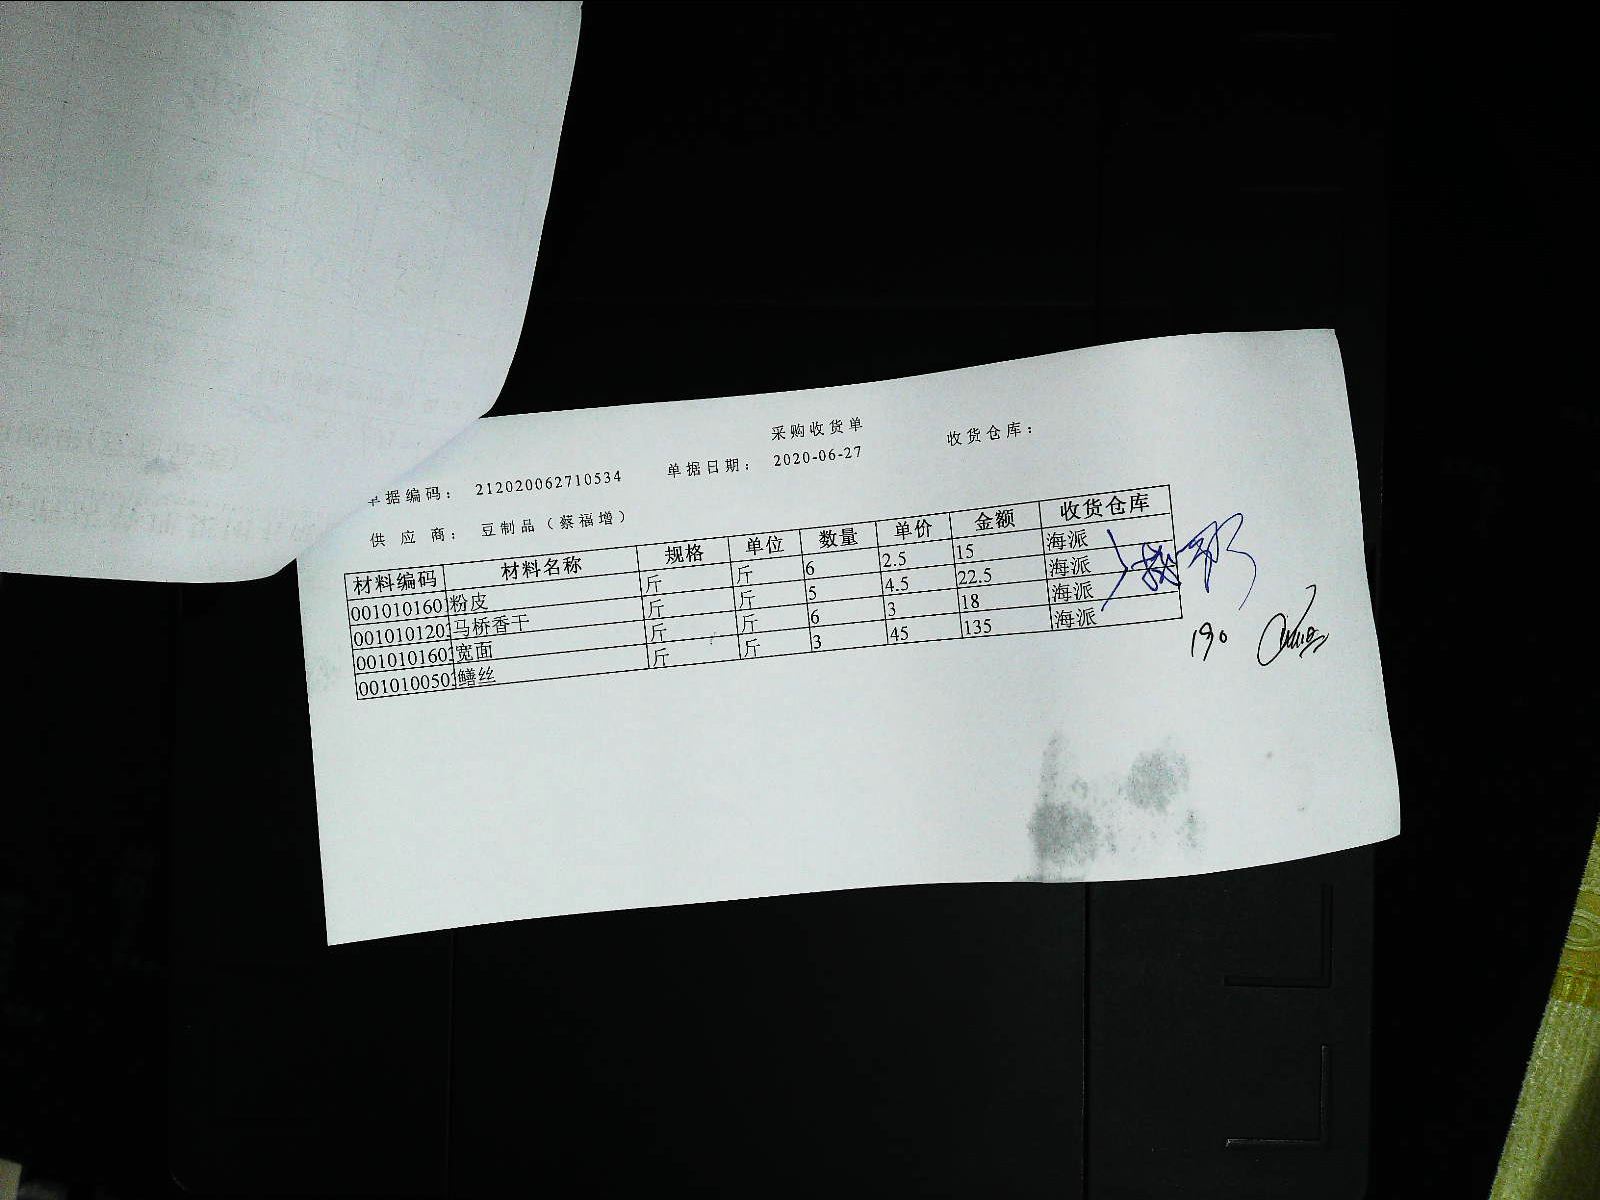 采购收货单
单据编码： 212020062710534 单据日期： 2020-06-27 收货仓库：
供 应 商： 豆制品（蔡福增）
材料编码 材料名称 规格 单位 数量 单价 金额 收货仓库
001010160 粉皮 斤 斤 6 2.5 15 海派
001010120 马桥香干 斤 斤 5 4.5 22.5 海派
001010160 宽面 斤 斤 6 3 18 海派
001010050 鳝丝 斤 斤 3 45 135 海派
190